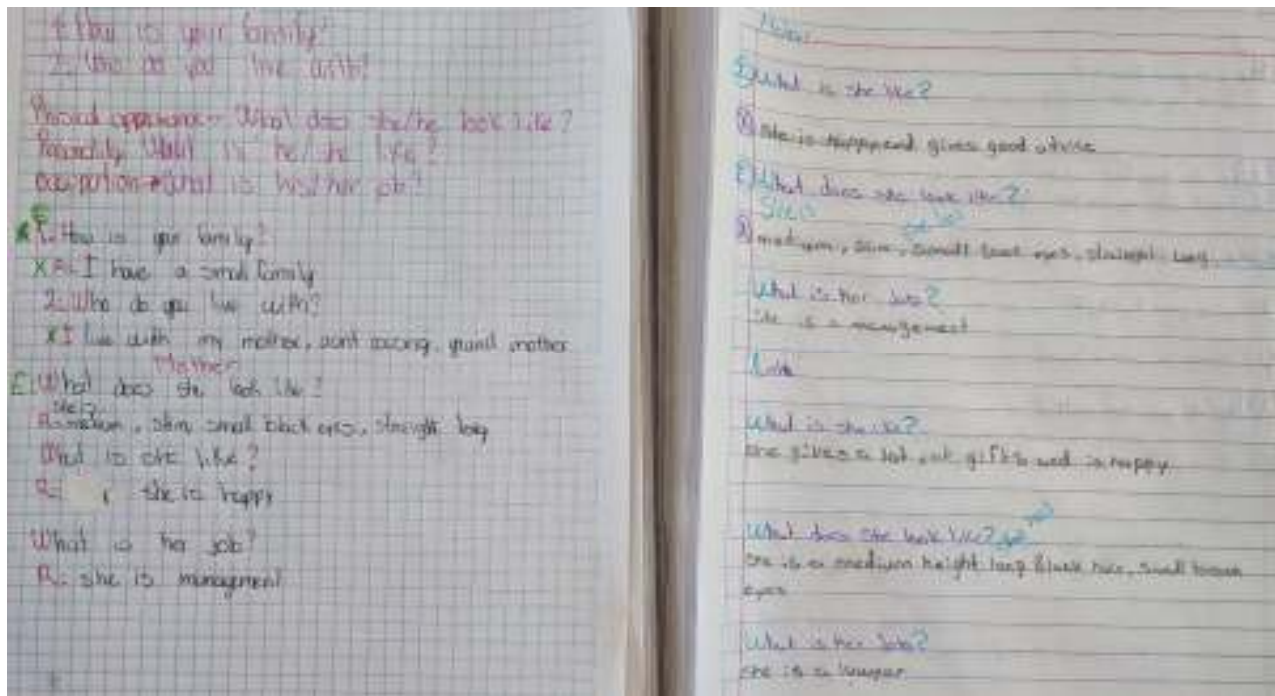 1. How is your family?
2. Who do you live with?
Physical appearance→ What does she/he look like?
Personality What is he/she like?
occupation→ What is his/her job?
1. How is your family?
X R: I have a small family
2. Who do you live with?
X I live with my mother, aunt, grand mother
Mother
E: What does she look like?
She is
R: medium, slim, small black eyes, straight long
What is she like?
R: she is happy
What is her job?
R: she is management
E What is she like?
R She is happy and gives good advise
E What does she look like?
She is
R medium, slim, small eyes, straight long
What is her job?
she is a management
What is she like?
she gives a lot of gifts and is happy
What does she look like?
she is a medium height long black hair, small brown
eyes
What is her job?
she is a lawyer